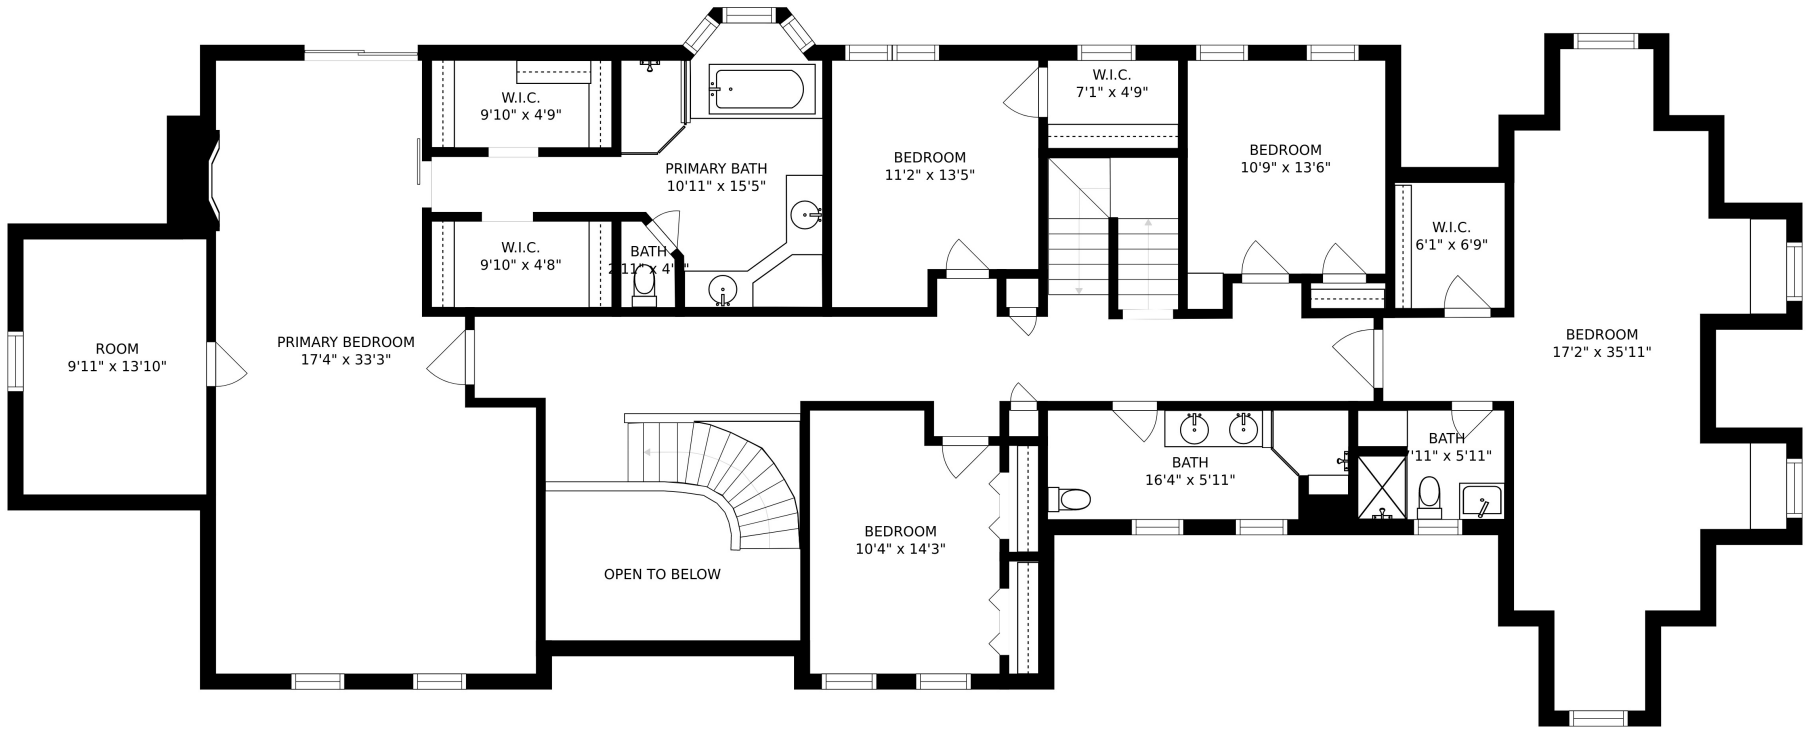 W.I.C.
9'10" x 4'9"
PRIMARY BATH
10'11" x 15'5"
W.I.C.
9'10" x 4'8"
BATH
BEDROOM
11'2" x 13'5"
W.I.C.
7'1" x 4'9"
BEDROOM
10'9" x 13'6"
W.I.C.
6'1" x 6'9"
ROOM
9'11" x 13'10"
PRIMARY BEDROOM
17'4" x 33'3"
BEDROOM
17'2" x 35'11"
BATH
16'4" x 5'11"
BATH
x 5'11"
BEDROOM
10'4" x 14'3"
OPEN TO BELOW